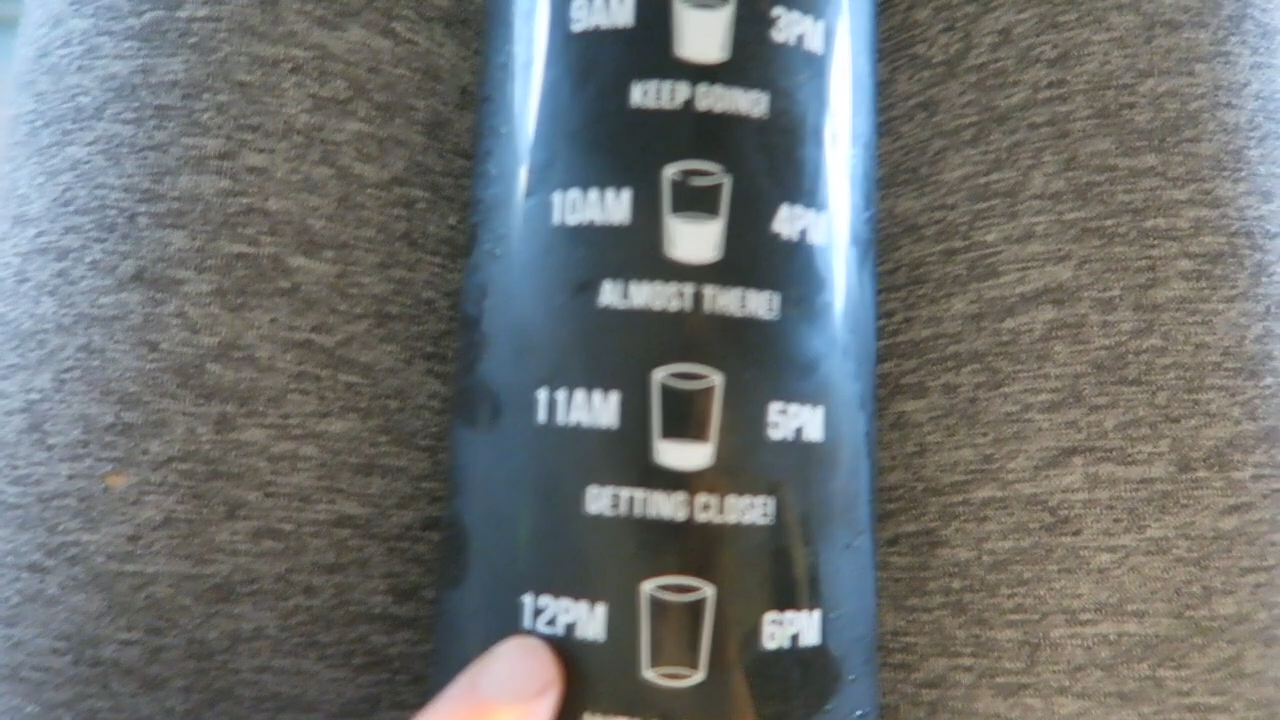 9AM 3PM
KEEP GOING!
10AM 4PM
ALMOST THERE!
11AM 5PM
GETTING CLOSE!
12PM 6PM